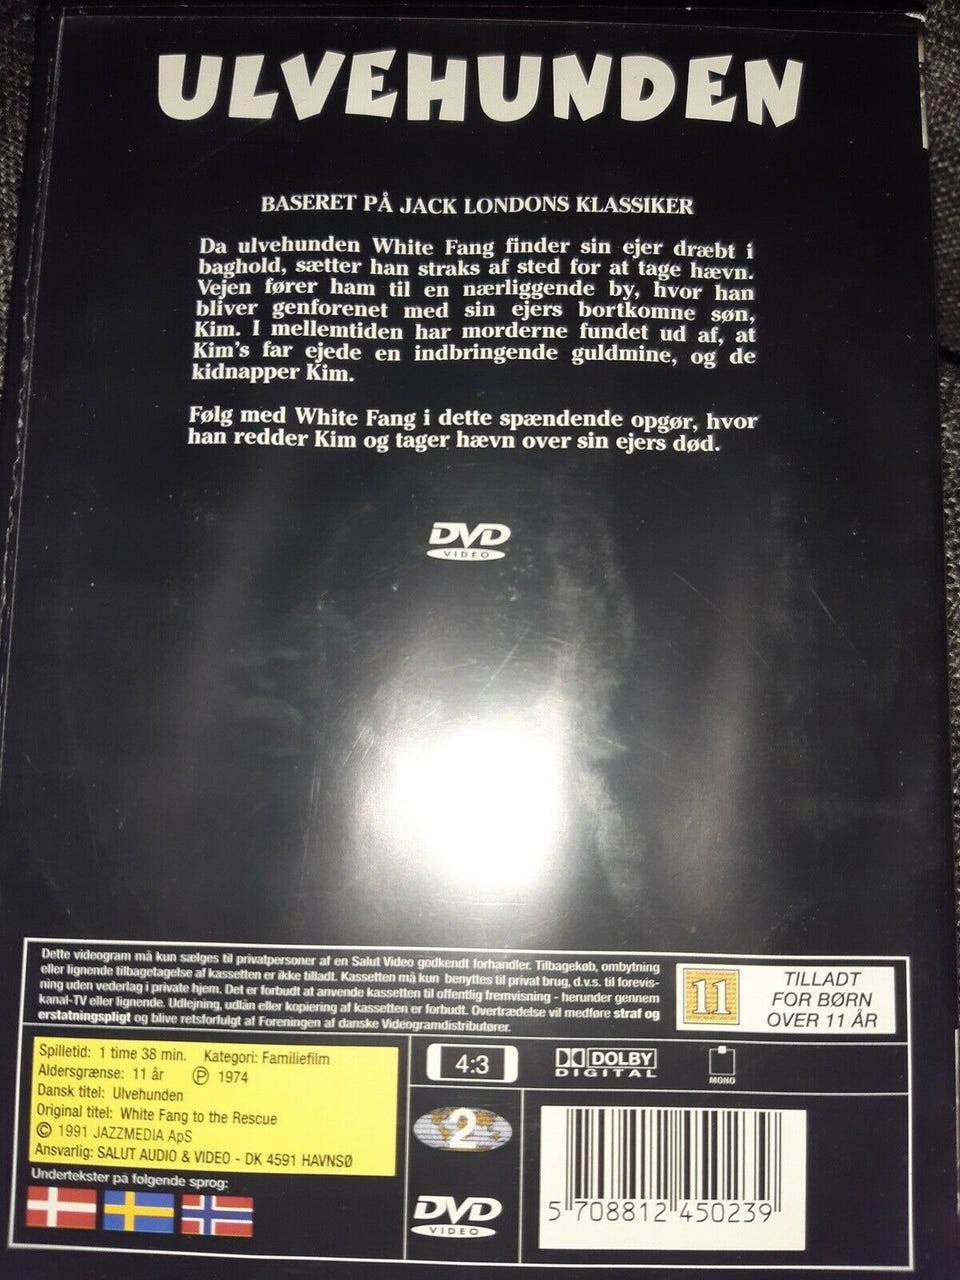 ULVEHUNDEN
BASERET PÅ JACK LONDONS KLASSIKER
Da ulvehunden White Fang finder sin ejer dræbt i
baghold, sætter han straks af sted for at tage hævn.
Vejen fører ham til en nærliggende by, hvor han
bliver genforenet med sin ejers bortkomne søn,
Kim. I mellemtiden har morderne fundet ud af, at
Kim's far ejede en indbringende guldmine, og de
kidnapper Kim.
Følg med White Fang i dette spændende opgør, hvor
han redder Kim og tager hævn over sin ejers død.
DVD
VIDEO
Dette videogram må kun sælges til privatpersoner af en Salut Video godkendt forhandler. Tilbagekøb, ombytning
eller lignende tilbagetagelse af kassetten er ikke tilladt. Kassetten må kun benyttes til privat brug, d.v.s. til forevis-
ning uden vederlag i private hjem. Det er forbudt at anvende kassetten til offentlig fremvisning - herunder gennem
kanal-TV eller lignende. Udlejning, udlån eller kopiering af kassetten er forbudt. Overtrædelse vil medføre straf og
erstatningspligt og blive retsforfulgt af Foreningen af danske Videogramdistributører.
11
TILLADT
FOR BØRN
OVER 11 ÅR
Spilletid: 1 time 38 min. Kategori: Familiefilm
Aldersgrænse: 11 år Ⓟ 1974
Dansk titel: Ulvehunden
Original titel: White Fang to the Rescue
© 1991 JAZZMEDIA ApS
Ansvarlig: SALUT AUDIO & VIDEO - DK 4591 HAVNSØ
Undertekster på følgende sprog:
4:3
DOLBY
DIGITAL
MONO
2
DVD
VIDEO
5 708812 450239